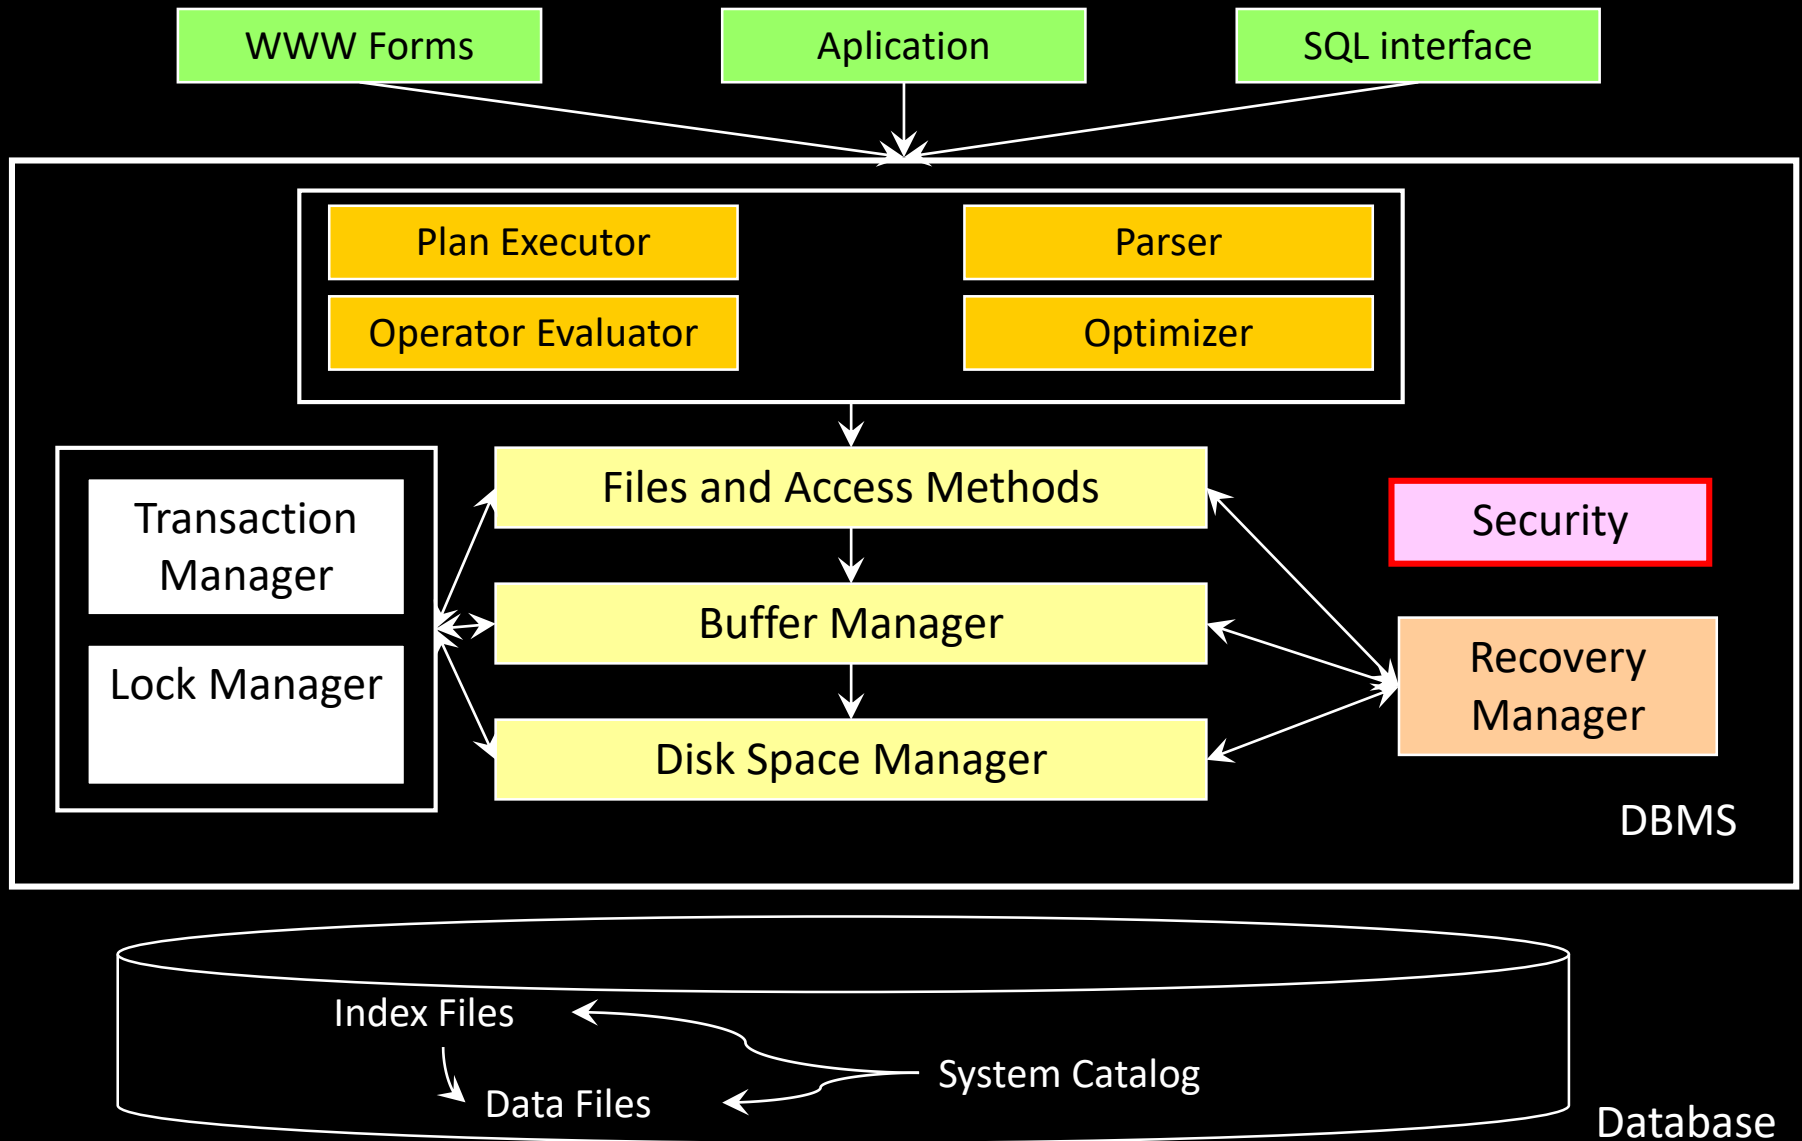 WWW Forms
Aplication
SQL interface
Plan Executor
Parser
Operator Evaluator
Optimizer
Files and Access Methods
Transaction
Manager
Security
Buffer Manager
Recovery
Manager
Lock Manager
Disk Space Manager
DBMS
Index Files
System Catalog
Data Files
Database